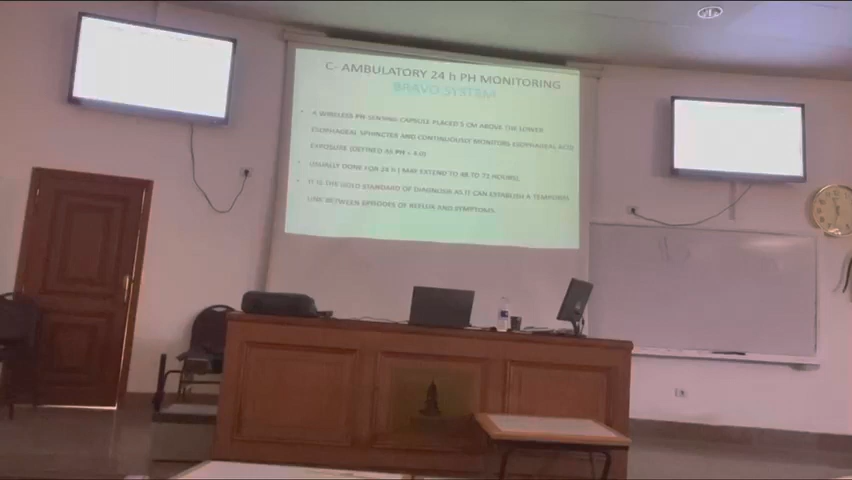 C- AMBULATORY 24 h PH MONITORING
BRAVO SYSTEM
• A WIRELESS PH-SENSING CAPSULE PLACED 5 CM ABOVE THE LOWER
ESOPHAGEAL SPHINCTER AND CONTINUOUSLY MONITORS ESOPHAGEAL ACID
EXPOSURE (DEFINED AS PH < 4.0)
• USUALLY DONE FOR 24 h ( MAY EXTEND TO 48 TO 72 HOURS).
• IT IS THE GOLD STANDARD OF DIAGNOSIS AS IT CAN ESTABLISH A TEMPORAL
LINK BETWEEN EPISODES OF REFLUX AND SYMPTOMS.